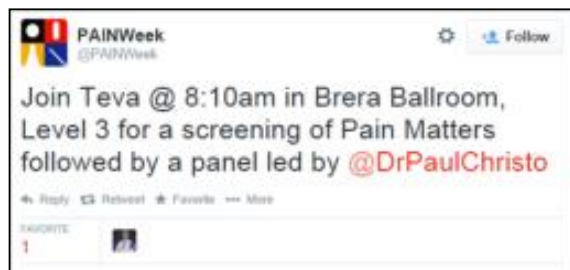 PAINWeek
@PAINWeek
Follow
Join Teva @ 8:10am in Brera Ballroom,
Level 3 for a screening of Pain Matters
followed by a panel led by @DrPaulChristo
Reply Retweet Favorite More
FAVORITE
1